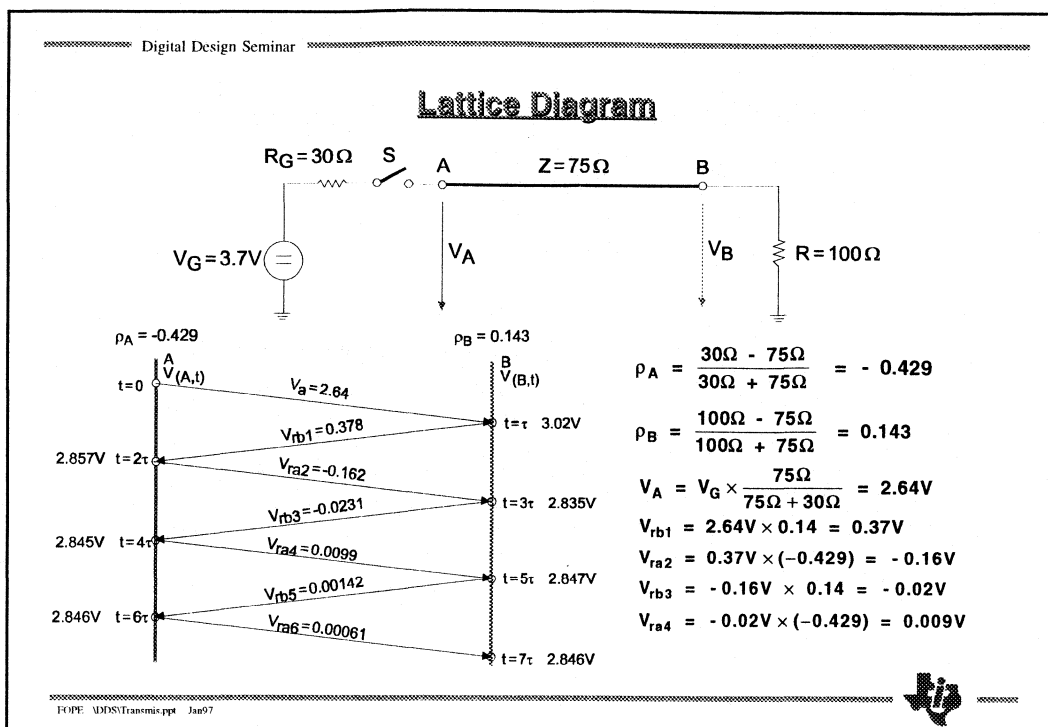 Digital Design Seminar
Lattice Diagram
R_G = 30Ω S A Z = 75Ω B
V_G = 3.7V V_A V_B R = 100Ω
ρ_A = -0.429 ρ_B = 0.143
A B
V_(A,t) V_(B,t)
t=0
V_a = 2.64
t=τ 3.02V
V_rb1 = 0.378
2.857V t=2τ
V_ra2 = -0.162
t=3τ 2.835V
V_rb3 = -0.0231
2.845V t=4τ
V_ra4 = 0.0099
t=5τ 2.847V
V_rb5 = 0.00142
2.846V t=6τ
V_ra6 = 0.00061
t=7τ 2.846V
ρ_A = (30Ω - 75Ω) / (30Ω + 75Ω) = - 0.429
ρ_B = (100Ω - 75Ω) / (100Ω + 75Ω) = 0.143
V_A = V_G × 75Ω / (75Ω + 30Ω) = 2.64V
V_rb1 = 2.64V × 0.14 = 0.37V
V_ra2 = 0.37V × (-0.429) = - 0.16V
V_rb3 = - 0.16V × 0.14 = - 0.02V
V_ra4 = - 0.02V × (-0.429) = 0.009V
FOPE \DDS\Transmis.ppt Jan97
ti